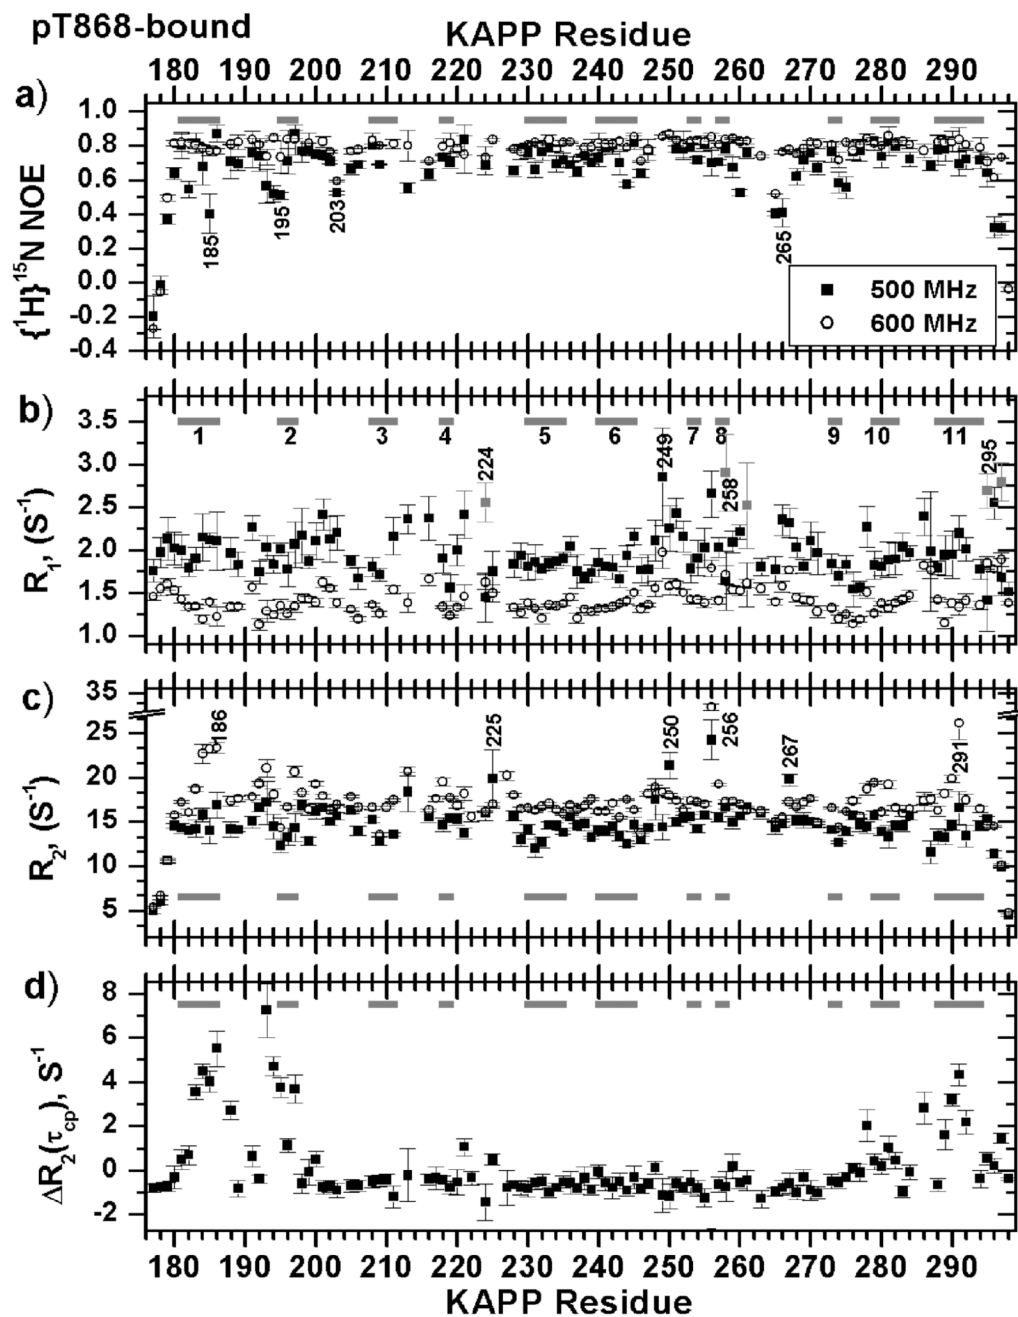 pT868-bound
KAPP Residue
180 190 200 210 220 230 240 250 260 270 280 290
a)
{¹H}¹⁵N NOE
1.0
0.8
0.6
0.4
0.2
0.0
-0.2
-0.4
185
195
203
265
500 MHz
600 MHz
b)
R₁, (S⁻¹)
3.5
3.0
2.5
2.0
1.5
1.0
1 2 3 4 5 6 7 8 9 10 11
224
249
258
295
c)
R₂, (S⁻¹)
35
25
20
15
10
5
186
225
250
256
267
291
d)
ΔR₂(τcp), S⁻¹
8
6
4
2
0
-2
180 190 200 210 220 230 240 250 260 270 280 290
KAPP Residue